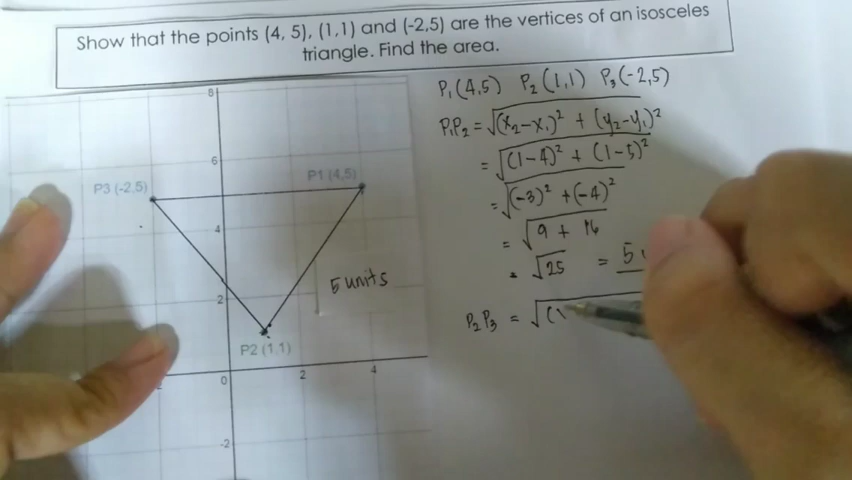 Show that the points (4, 5), (1,1) and (-2,5) are the vertices of an isosceles
triangle. Find the area.
P₁(4,5) P₂(1,1) P₃(-2,5)
P₁P₂ = √(x₂-x₁)² + (y₂-y₁)²
= √(1-4)² + (1-5)²
= √(-3)² + (-4)²
= √9 + 16
= √25 = 5
P₂P₃ = √(
8
6
P3 (-2,5)
P1 (4,5)
4
5 units
2
P2 (1,1)
0 2 4
-2